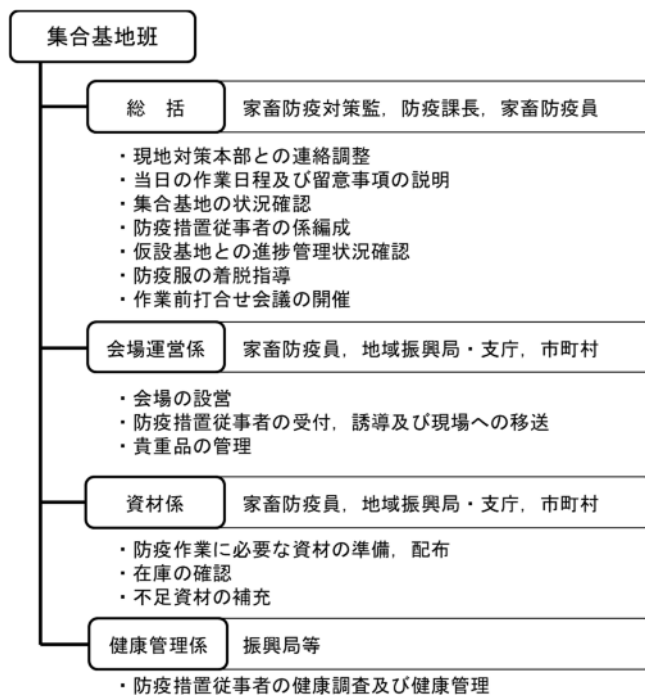 集合基地班
総 括 家畜防疫対策監，防疫課長，家畜防疫員
・現地対策本部との連絡調整
・当日の作業日程及び留意事項の説明
・集合基地の状況確認
・防疫措置従事者の係編成
・仮設基地との進捗管理状況確認
・防疫服の着脱指導
・作業前打合せ会議の開催
会場運営係 家畜防疫員，地域振興局・支庁，市町村
・会場の設営
・防疫措置従事者の受付，誘導及び現場への移送
・貴重品の管理
資材係 家畜防疫員，地域振興局・支庁，市町村
・防疫作業に必要な資材の準備，配布
・在庫の確認
・不足資材の補充
健康管理係 振興局等
・防疫措置従事者の健康調査及び健康管理